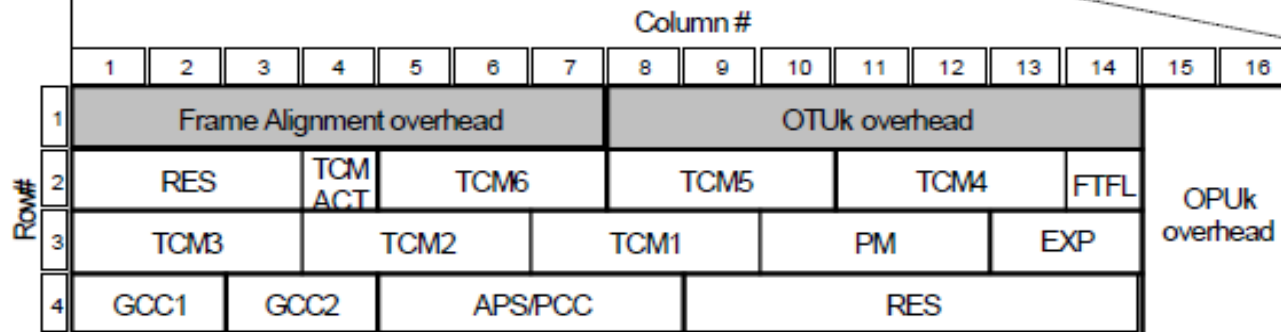 Column #
1 2 3 4 5 6 7 8 9 10 11 12 13 14 15 16
1 Frame Alignment overhead OTUk overhead
Row#
2 RES TCM ACT TCM6 TCM5 TCM4 FTFL
OPUk overhead
3 TCM3 TCM2 TCM1 PM EXP
4 GCC1 GCC2 APS/PCC RES